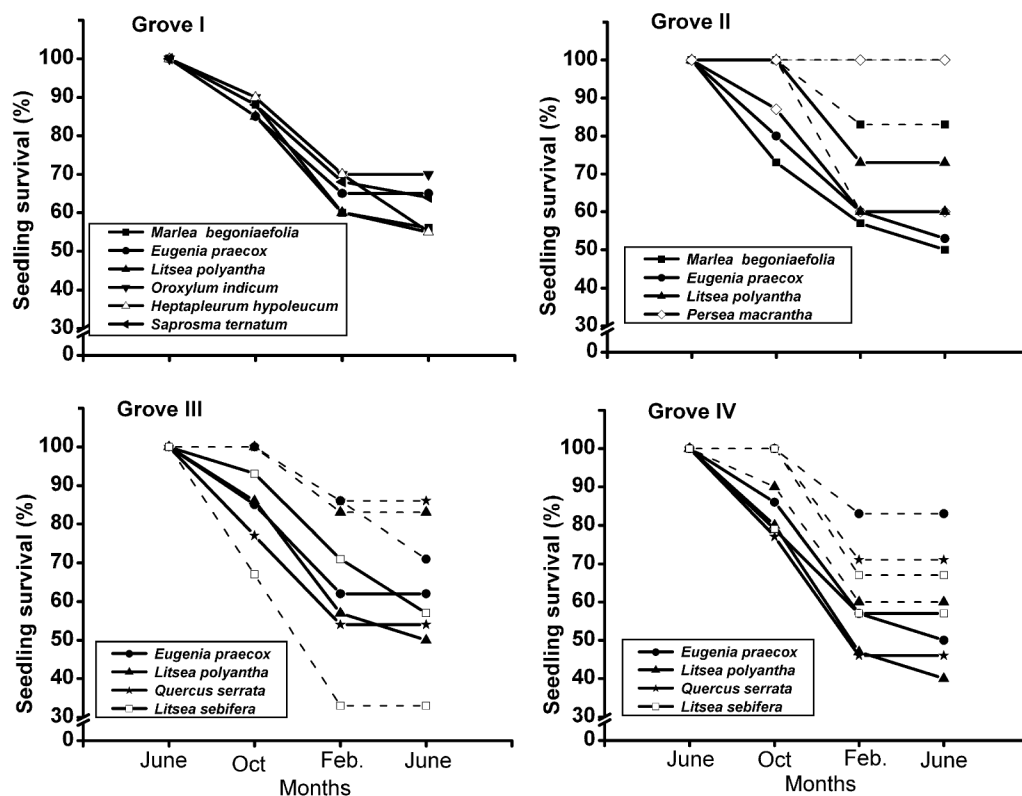 Grove I
Seedling survival (%)
100
90
80
70
60
50
40
30
0
Marlea begoniaefolia
Eugenia praecox
Litsea polyantha
Oroxylum indicum
Heptapleurum hypoleucum
Saprosma ternatum
Grove II
Seedling survival (%)
100
90
80
70
60
50
40
30
0
Marlea begoniaefolia
Eugenia praecox
Litsea polyantha
Persea macrantha
Grove III
Seedling survival (%)
100
90
80
70
60
50
40
30
0
Eugenia praecox
Litsea polyantha
Quercus serrata
Litsea sebifera
June Oct Feb. June
Months
Grove IV
Seedling survival (%)
100
90
80
70
60
50
40
30
0
Eugenia praecox
Litsea polyantha
Quercus serrata
Litsea sebifera
June Oct Feb. June
Months